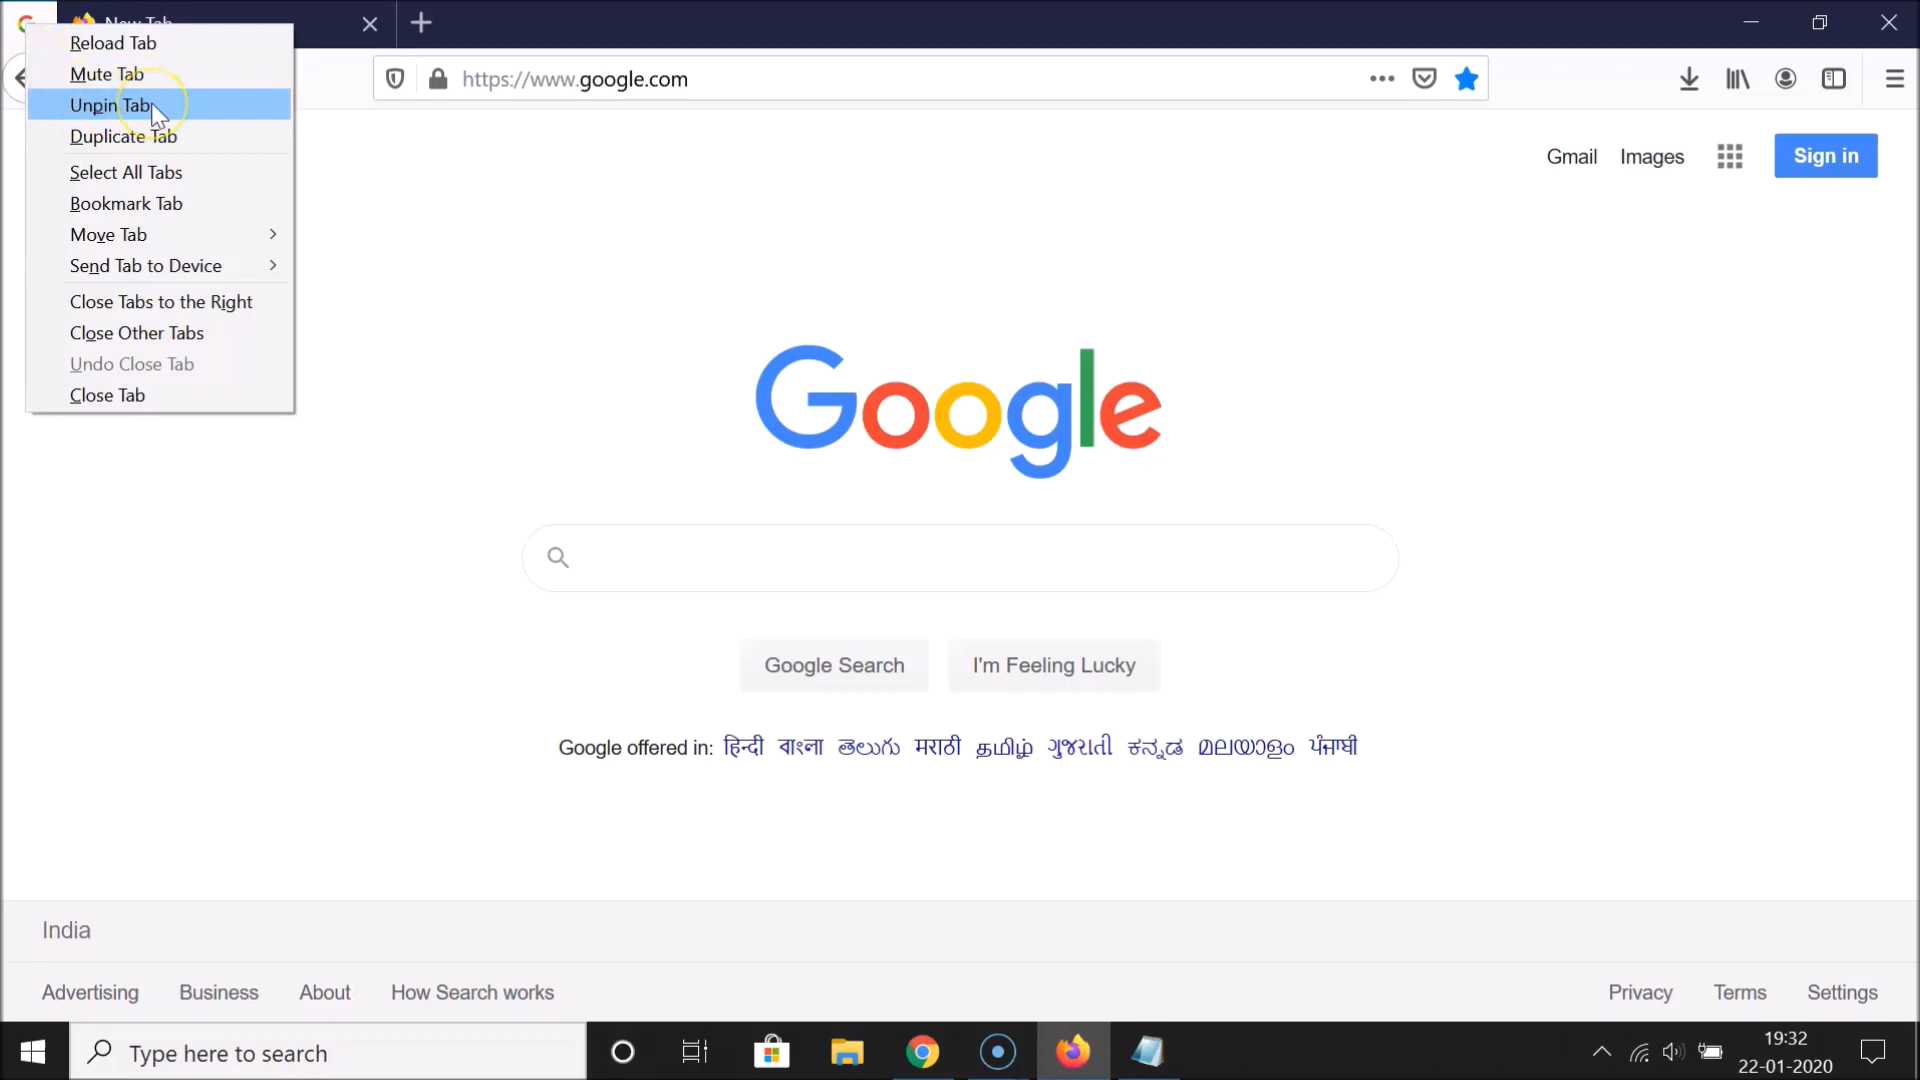 New Tab
Reload Tab
Mute Tab
Unpin Tab
Duplicate Tab
Select All Tabs
Bookmark Tab
Move Tab
Send Tab to Device
Close Tabs to the Right
Close Other Tabs
Undo Close Tab
Close Tab
https://www.google.com
Gmail Images Sign in
Google
Google Search I'm Feeling Lucky
Google offered in: हिन्दी বাংলা తెలుగు मराठी தமிழ் ગુજરાતી ಕನ್ನಡ മലയാളം ਪੰਜਾਬੀ
India
Advertising Business About How Search works Privacy Terms Settings
Type here to search
19:32
22-01-2020